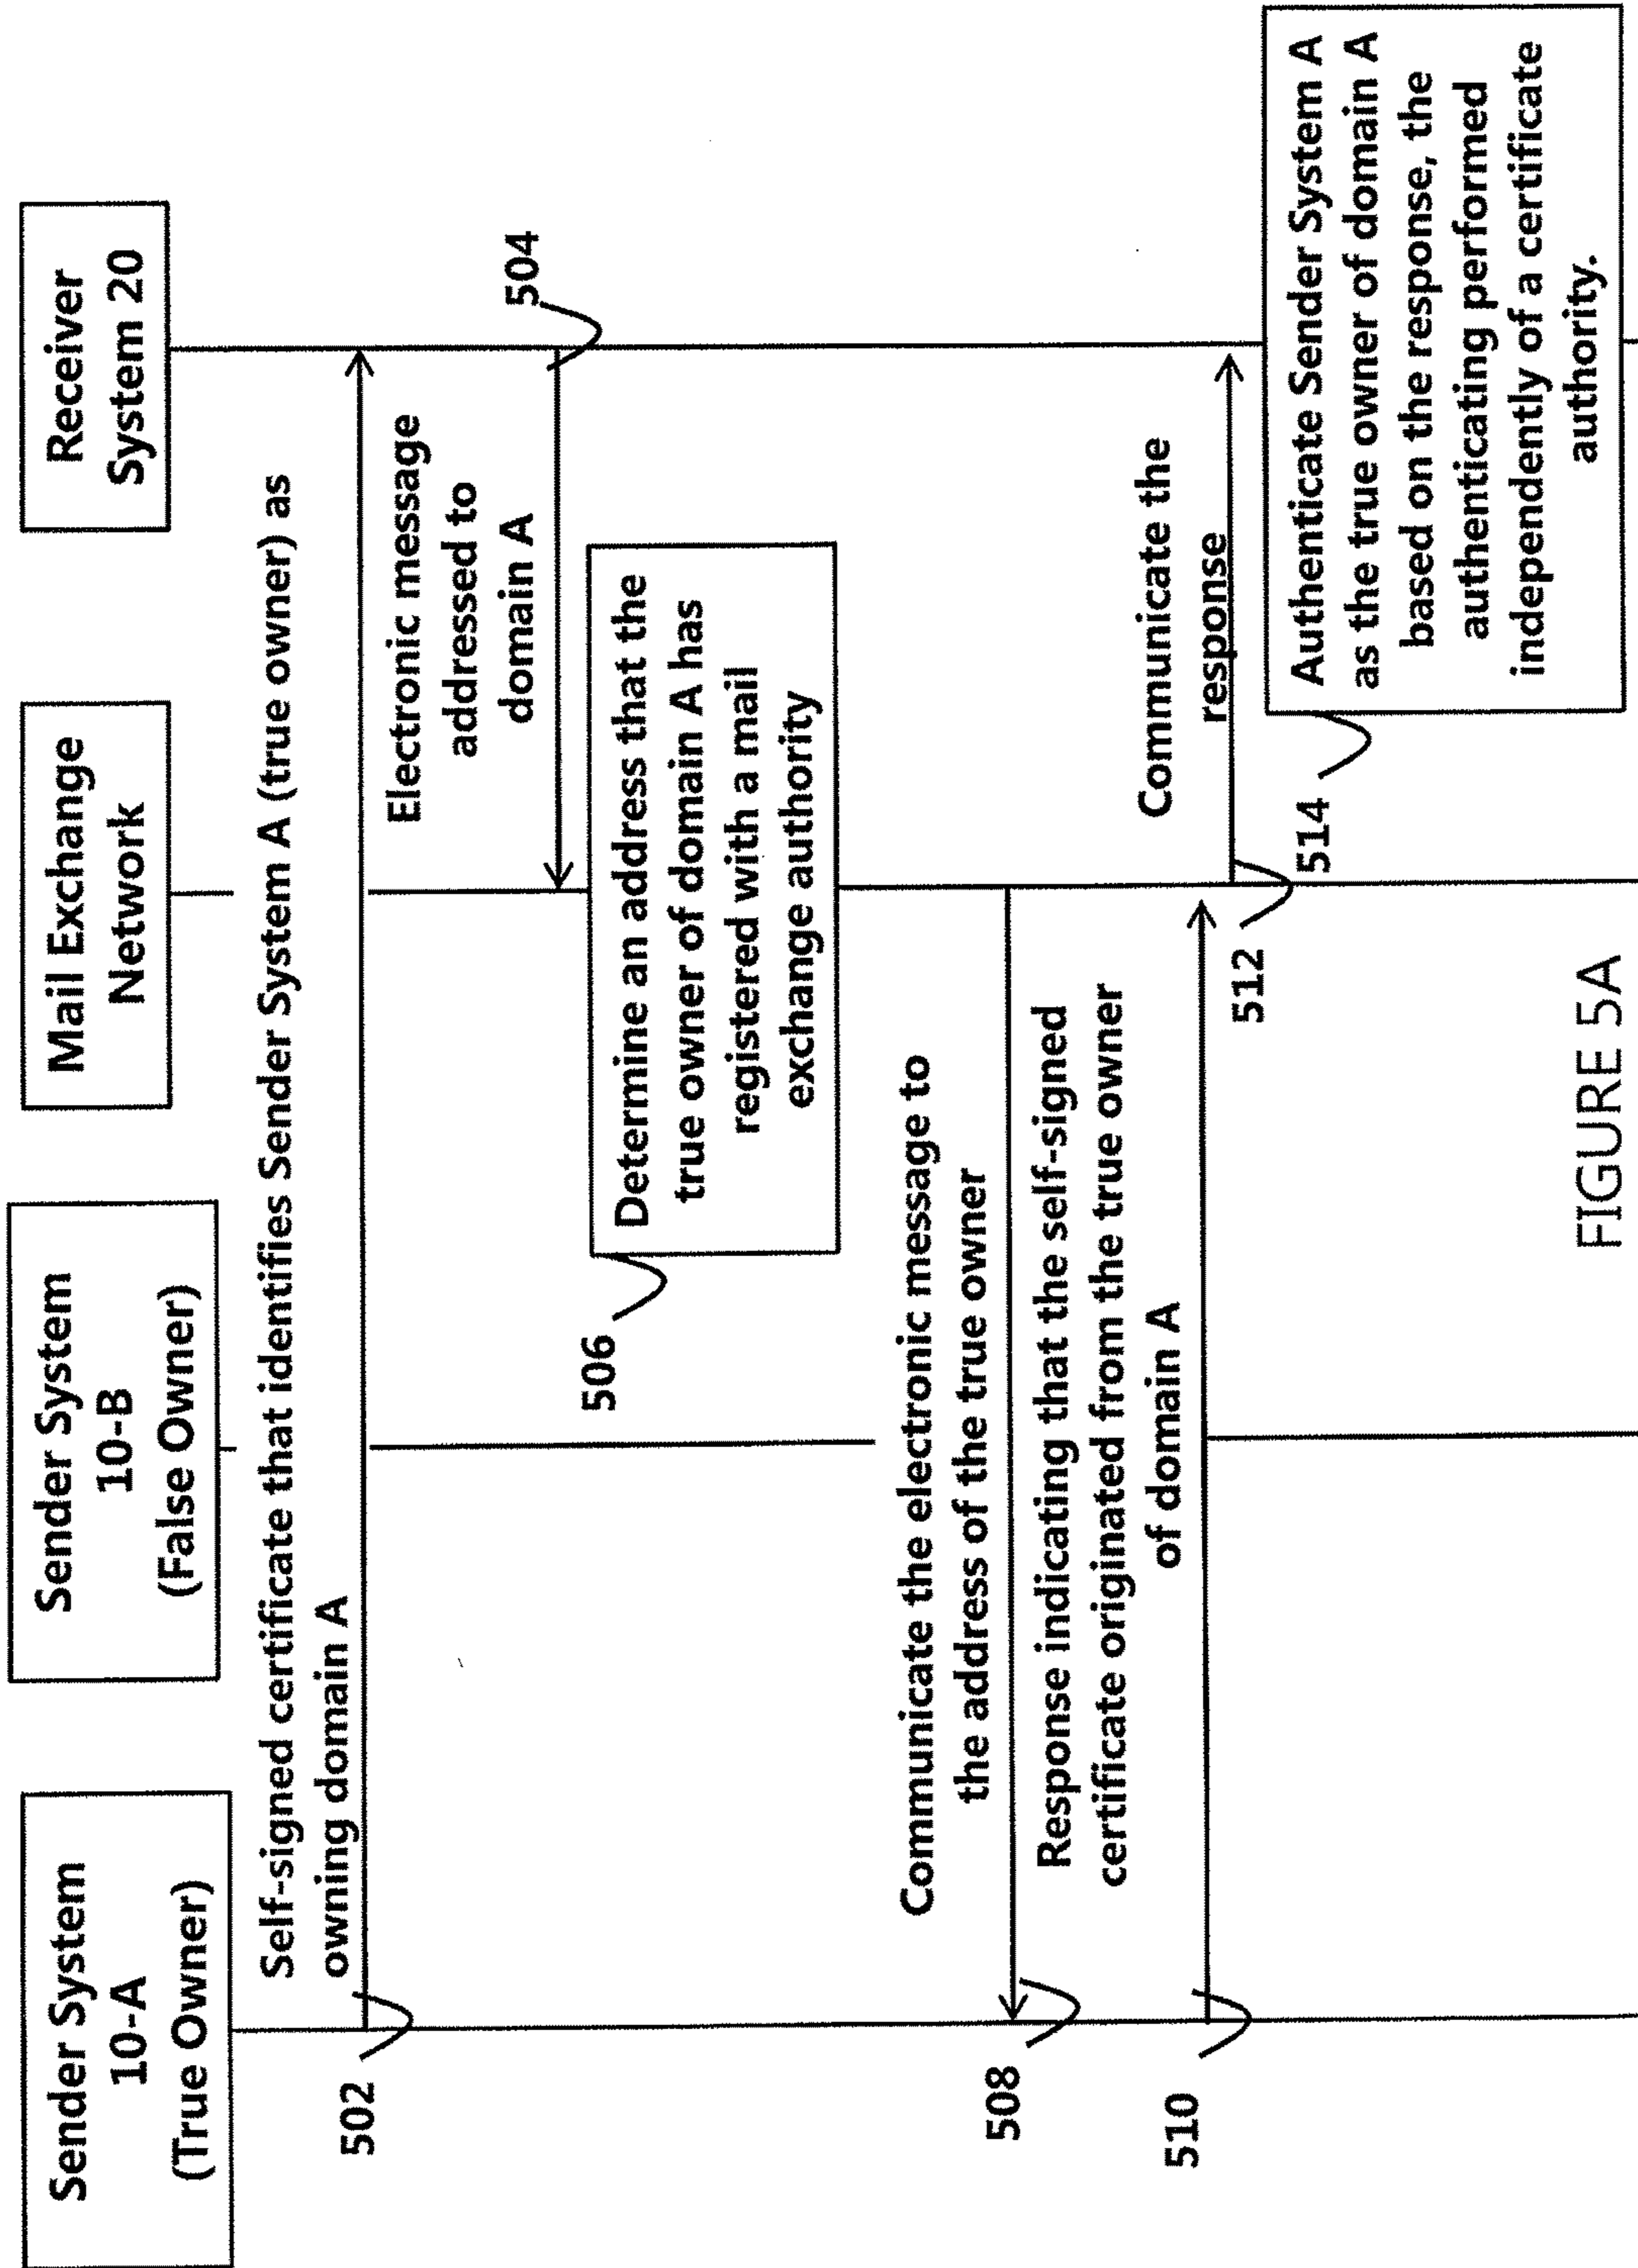 Sender System
10-A
(True Owner)
Sender System
10-B
(False Owner)
Mail Exchange
Network
Receiver
System 20
Self-signed certificate that identifies Sender System A (true owner) as
owning domain A
502
Electronic message
addressed to
domain A
504
Determine an address that the
true owner of domain A has
registered with a mail
exchange authority
506
Communicate the electronic message to
the address of the true owner
508
Response indicating that the self-signed
certificate originated from the true owner
of domain A
510
Communicate the
response
512
Authenticate Sender System A
as the true owner of domain A
based on the response, the
authenticating performed
independently of a certificate
authority.
514
FIGURE 5A